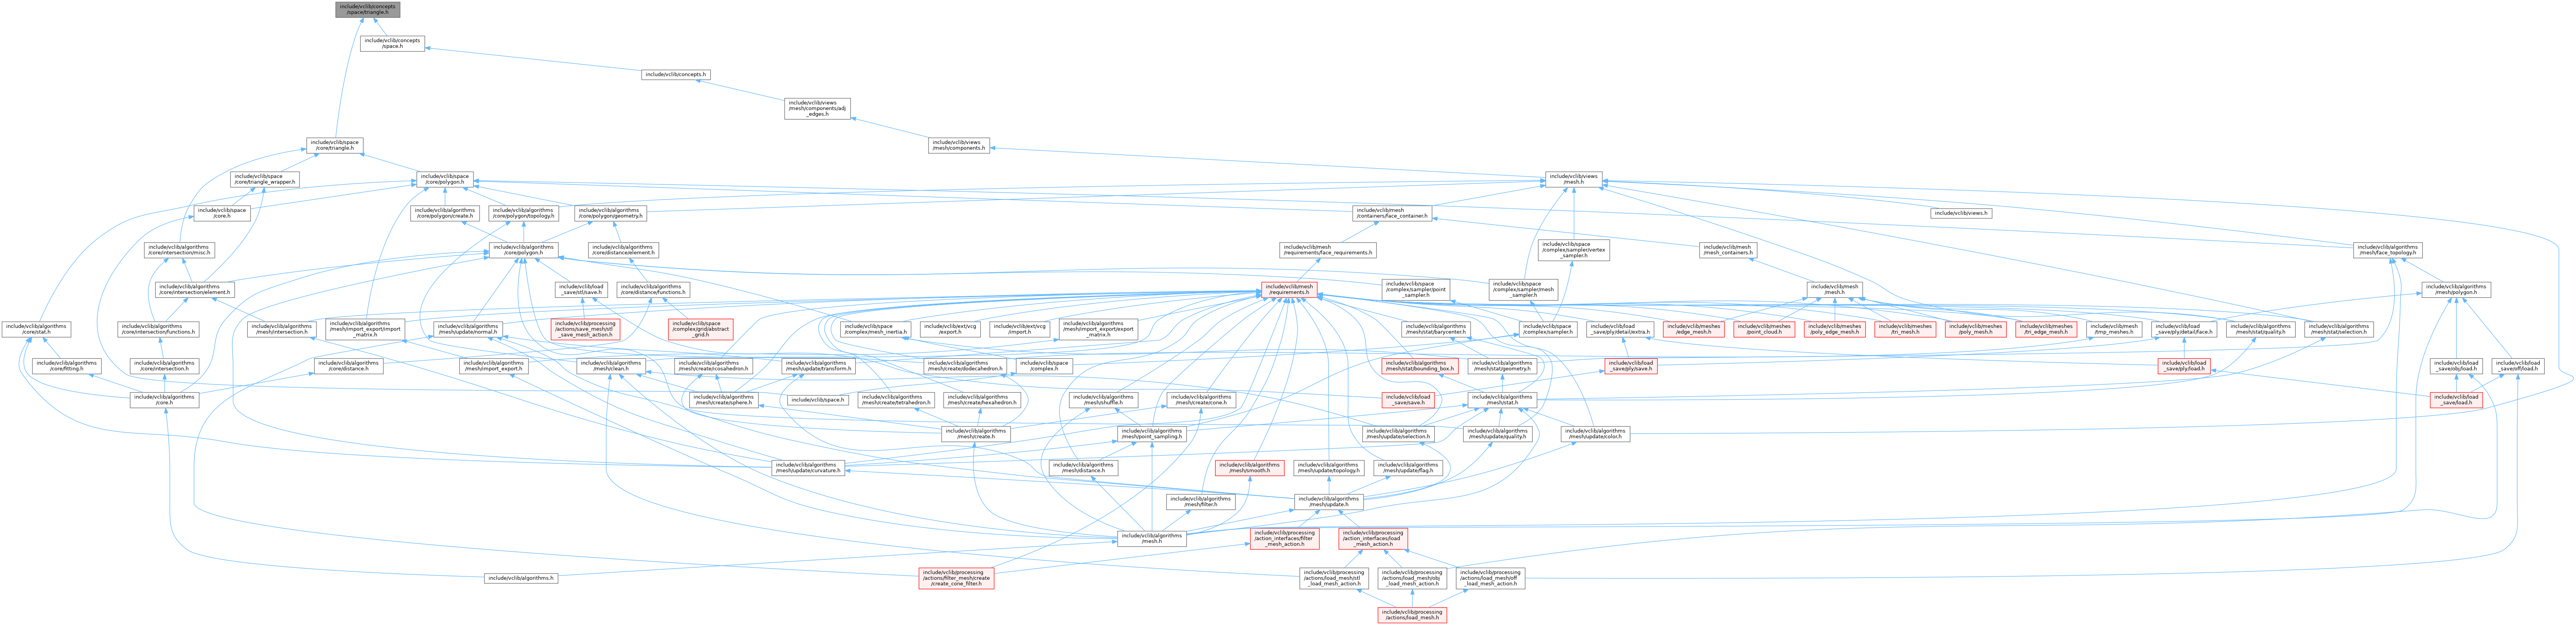 include/vclib/concepts
/space/triangle.h
include/vclib/concepts
/space.h
include/vclib/concepts.h
include/vclib/views
/mesh/components/adj
_edges.h
include/vclib/space
/core/triangle.h
include/vclib/views
/mesh/components.h
include/vclib/space
/core/triangle_wrapper.h
include/vclib/space
/core/polygon.h
include/vclib/views
/mesh.h
include/vclib/space
/core.h
include/vclib/algorithms
/core/polygon/create.h
include/vclib/algorithms
/core/polygon/topology.h
include/vclib/algorithms
/core/polygon/geometry.h
include/vclib/mesh
/containers/face_container.h
include/vclib/views.h
include/vclib/algorithms
/core/intersection/misc.h
include/vclib/algorithms
/core/polygon.h
include/vclib/algorithms
/core/distance/element.h
include/vclib/mesh
/requirements/face_requirements.h
include/vclib/space
/complex/sampler/vertex
_sampler.h
include/vclib/mesh
/mesh_containers.h
include/vclib/algorithms
/mesh/face_topology.h
include/vclib/algorithms
/core/intersection/element.h
include/vclib/load
_save/stl/save.h
include/vclib/algorithms
/core/distance/functions.h
include/vclib/mesh
/requirements.h
include/vclib/space
/complex/sampler/point
_sampler.h
include/vclib/space
/complex/sampler/mesh
_sampler.h
include/vclib/mesh
/mesh.h
include/vclib/algorithms
/mesh/polygon.h
include/vclib/algorithms
/core/stat.h
include/vclib/algorithms
/core/intersection/functions.h
include/vclib/algorithms
/mesh/intersection.h
include/vclib/algorithms
/mesh/import_export/import
_matrix.h
include/vclib/algorithms
/mesh/update/normal.h
include/vclib/processing
/actions/save_mesh/stl
_save_mesh_action.h
include/vclib/space
/complex/grid/abstract
_grid.h
include/vclib/space
/complex/mesh_inertia.h
include/vclib/ext/vcg
/export.h
include/vclib/ext/vcg
/import.h
include/vclib/algorithms
/mesh/import_export/export
_matrix.h
include/vclib/algorithms
/mesh/stat/barycenter.h
include/vclib/space
/complex/sampler.h
include/vclib/load
_save/ply/detail/extra.h
include/vclib/meshes
/edge_mesh.h
include/vclib/meshes
/point_cloud.h
include/vclib/meshes
/poly_edge_mesh.h
include/vclib/meshes
/tri_mesh.h
include/vclib/meshes
/poly_mesh.h
include/vclib/meshes
/tri_edge_mesh.h
include/vclib/mesh
/tmp_meshes.h
include/vclib/load
_save/ply/detail/face.h
include/vclib/algorithms
/mesh/stat/quality.h
include/vclib/algorithms
/mesh/stat/selection.h
include/vclib/algorithms
/core/fitting.h
include/vclib/algorithms
/core/intersection.h
include/vclib/algorithms
/core/distance.h
include/vclib/algorithms
/mesh/import_export.h
include/vclib/algorithms
/mesh/clean.h
include/vclib/algorithms
/mesh/create/icosahedron.h
include/vclib/algorithms
/mesh/update/transform.h
include/vclib/algorithms
/mesh/create/dodecahedron.h
include/vclib/space
/complex.h
include/vclib/algorithms
/mesh/stat/bounding_box.h
include/vclib/algorithms
/mesh/stat/geometry.h
include/vclib/load
_save/ply/save.h
include/vclib/load
_save/ply/load.h
include/vclib/load
_save/obj/load.h
include/vclib/load
_save/off/load.h
include/vclib/algorithms
/core.h
include/vclib/algorithms
/mesh/create/sphere.h
include/vclib/space.h
include/vclib/algorithms
/mesh/create/tetrahedron.h
include/vclib/algorithms
/mesh/create/hexahedron.h
include/vclib/algorithms
/mesh/shuffle.h
include/vclib/algorithms
/mesh/create/cone.h
include/vclib/load
_save/save.h
include/vclib/algorithms
/mesh/stat.h
include/vclib/load
_save/load.h
include/vclib/algorithms
/mesh/create.h
include/vclib/algorithms
/mesh/point_sampling.h
include/vclib/algorithms
/mesh/update/selection.h
include/vclib/algorithms
/mesh/update/quality.h
include/vclib/algorithms
/mesh/update/color.h
include/vclib/algorithms
/mesh/update/curvature.h
include/vclib/algorithms
/mesh/distance.h
include/vclib/algorithms
/mesh/smooth.h
include/vclib/algorithms
/mesh/update/topology.h
include/vclib/algorithms
/mesh/update/flag.h
include/vclib/algorithms
/mesh/filter.h
include/vclib/algorithms
/mesh/update.h
include/vclib/algorithms
/mesh.h
include/vclib/processing
/action_interfaces/filter
_mesh_action.h
include/vclib/processing
/action_interfaces/load
_mesh_action.h
include/vclib/algorithms.h
include/vclib/processing
/actions/filter_mesh/create
/create_cone_filter.h
include/vclib/processing
/actions/load_mesh/stl
_load_mesh_action.h
include/vclib/processing
/actions/load_mesh/obj
_load_mesh_action.h
include/vclib/processing
/actions/load_mesh/off
_load_mesh_action.h
include/vclib/processing
/actions/load_mesh.h